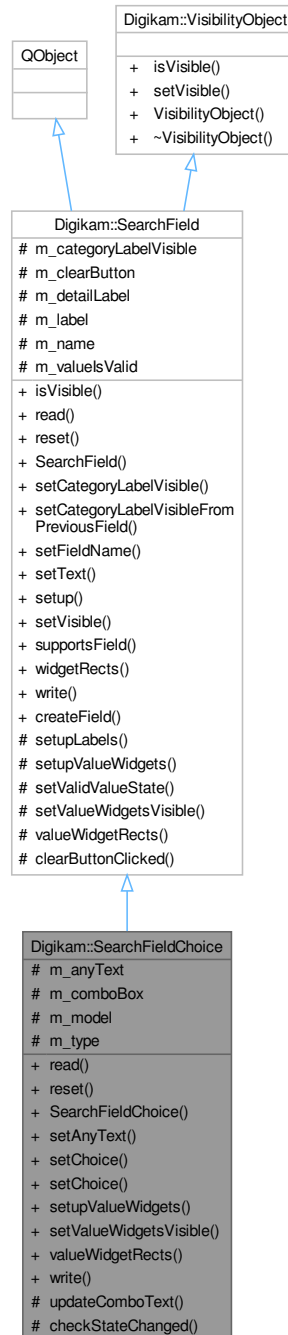 Digikam::VisibilityObject
+ isVisible()
+ setVisible()
+ VisibilityObject()
+ ~VisibilityObject()
QObject
Digikam::SearchField
# m_categoryLabelVisible
# m_clearButton
# m_detailLabel
# m_label
# m_name
# m_valueIsValid
+ isVisible()
+ read()
+ reset()
+ SearchField()
+ setCategoryLabelVisible()
+ setCategoryLabelVisibleFrom
PreviousField()
+ setFieldName()
+ setText()
+ setup()
+ setVisible()
+ supportsField()
+ widgetRects()
+ write()
+ createField()
# setupLabels()
# setupValueWidgets()
# setValidValueState()
# setValueWidgetsVisible()
# valueWidgetRects()
# clearButtonClicked()
Digikam::SearchFieldChoice
# m_anyText
# m_comboBox
# m_model
# m_type
+ read()
+ reset()
+ SearchFieldChoice()
+ setAnyText()
+ setChoice()
+ setChoice()
+ setupValueWidgets()
+ setValueWidgetsVisible()
+ valueWidgetRects()
+ write()
# updateComboText()
# checkStateChanged()